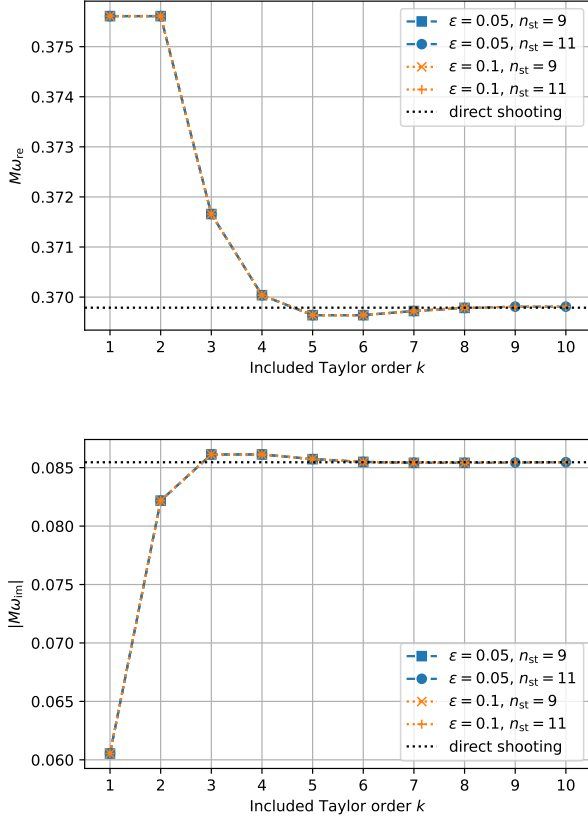 0.375
0.374
0.373
0.372
0.371
0.370
Mω_re
ε = 0.05, n_st = 9
ε = 0.05, n_st = 11
ε = 0.1, n_st = 9
ε = 0.1, n_st = 11
direct shooting
1 2 3 4 5 6 7 8 9 10
Included Taylor order k
0.085
0.080
0.075
0.070
0.065
0.060
|Mω_im|
ε = 0.05, n_st = 9
ε = 0.05, n_st = 11
ε = 0.1, n_st = 9
ε = 0.1, n_st = 11
direct shooting
1 2 3 4 5 6 7 8 9 10
Included Taylor order k